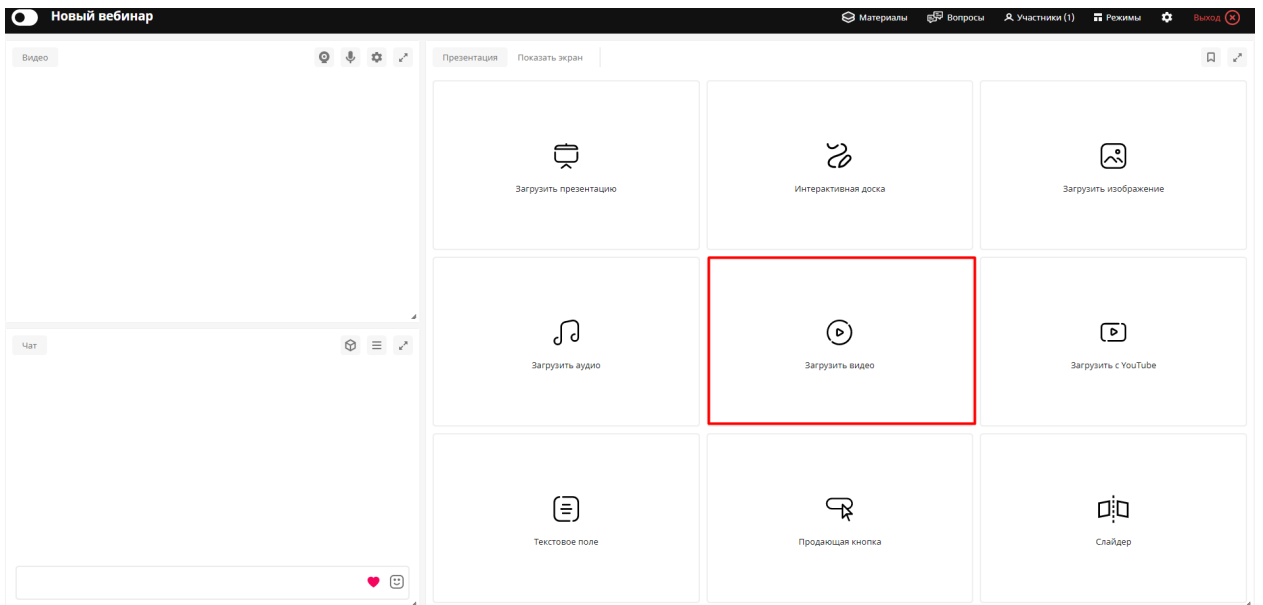 Новый вебинар
Материалы Вопросы Участники (1) Режимы Выход
Видео
Презентация Показать экран
Загрузить презентацию Интерактивная доска Загрузить изображение
Чат
Загрузить аудио Загрузить видео Загрузить с YouTube
Текстовое поле Продающая кнопка Слайдер